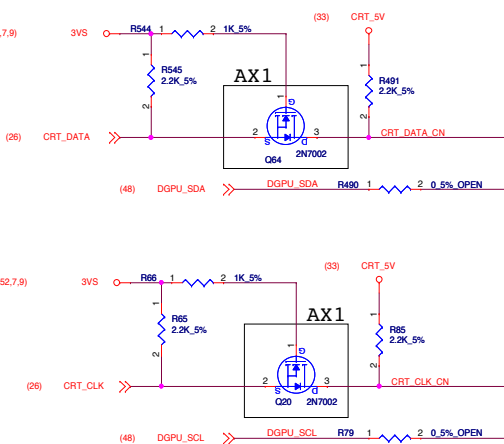 (33) CRT_5V
,7,9) 3VS R544 1 2 1K_5%
R545
2.2K_5%
1
2
AX1
R491
2.2K_5%
1
2
1
G
(26) CRT_DATA 2 S D 3 CRT_DATA_CN
Q64 2N7002
(48) DGPU_SDA DGPU_SDA R490 1 2 0_5%_OPEN
(33) CRT_5V
52,7,9) 3VS R66 1 2 1K_5%
R65
2.2K_5%
1
2
AX1
R85
2.2K_5%
1
2
1
G
(26) CRT_CLK 2 S D 3 CRT_CLK_CN
Q20 2N7002
(48) DGPU_SCL DGPU_SCL R79 1 2 0_5%_OPEN